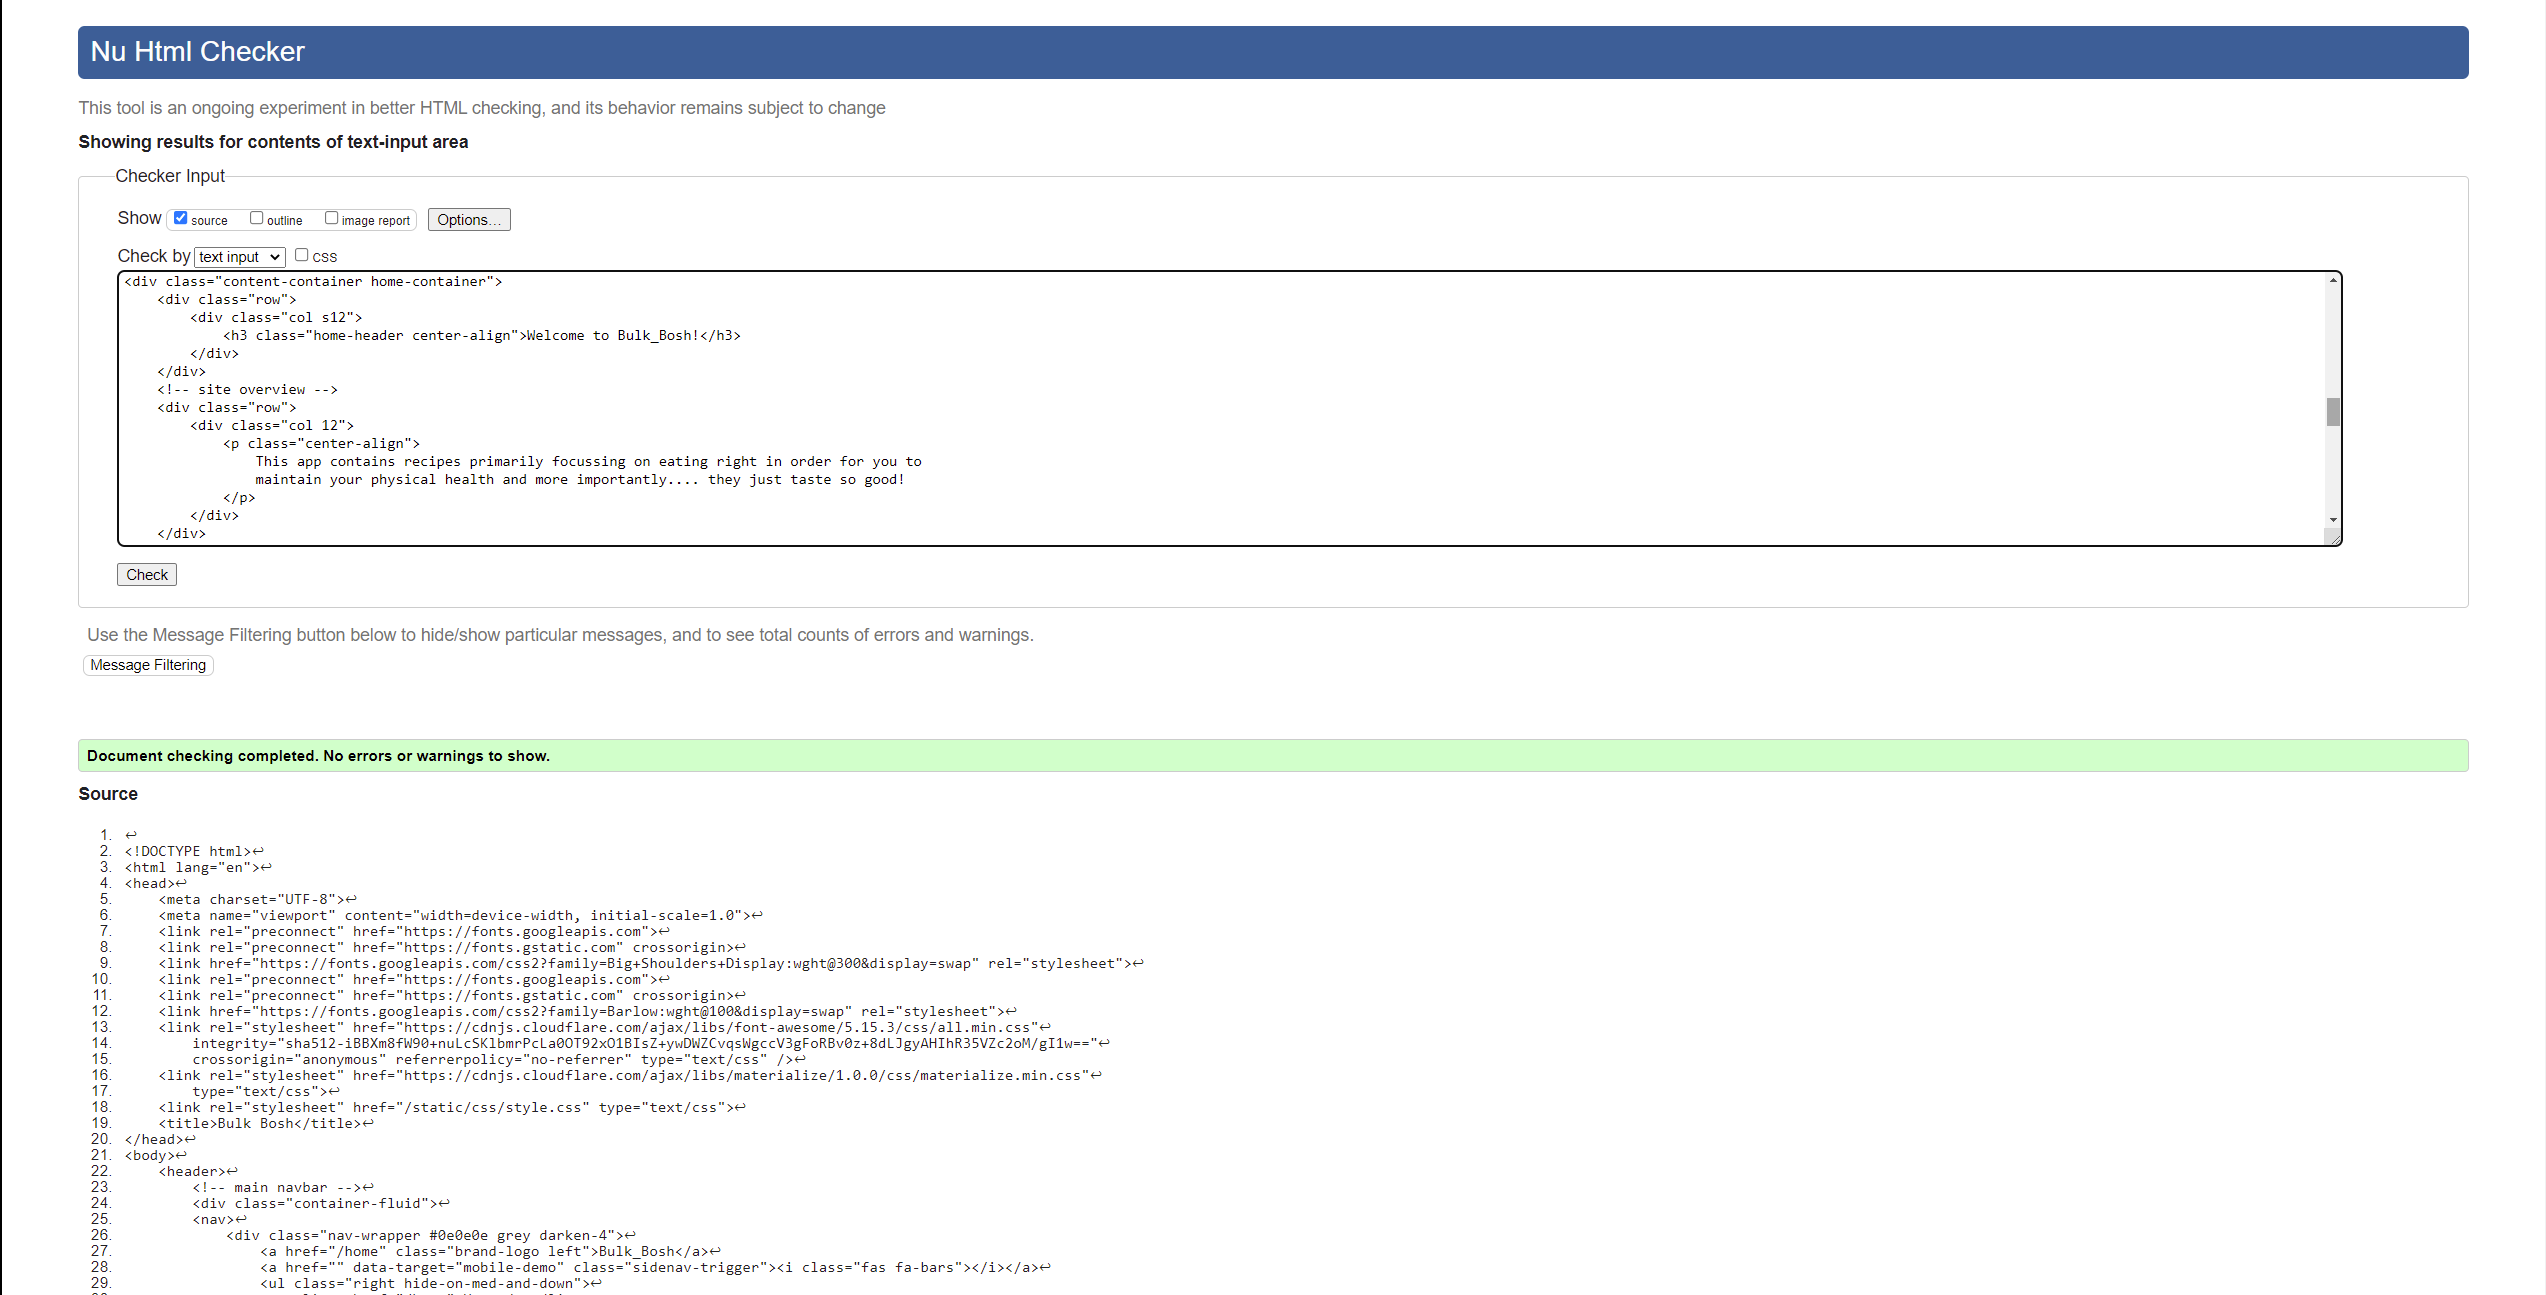 Nu Html Checker
This tool is an ongoing experiment in better HTML checking, and its behavior remains subject to change
Showing results for contents of text-input area
Checker Input
Show source outline image report Options...
Check by text input CSS
<div class="content-container home-container">
    <div class="row">
        <div class="col s12">
            <h3 class="home-header center-align">Welcome to Bulk_Bosh!</h3>
        </div>
    </div>
    <!-- site overview -->
    <div class="row">
        <div class="col 12">
            <p class="center-align">
                This app contains recipes primarily focussing on eating right in order for you to
                maintain your physical health and more importantly.... they just taste so good!
            </p>
        </div>
    </div>
Check
Use the Message Filtering button below to hide/show particular messages, and to see total counts of errors and warnings.
Message Filtering
Document checking completed. No errors or warnings to show.
Source
1. ↩
2. <!DOCTYPE html>↩
3. <html lang="en">↩
4. <head>↩
5.     <meta charset="UTF-8">↩
6.     <meta name="viewport" content="width=device-width, initial-scale=1.0">↩
7.     <link rel="preconnect" href="https://fonts.googleapis.com">↩
8.     <link rel="preconnect" href="https://fonts.gstatic.com" crossorigin>↩
9.     <link href="https://fonts.googleapis.com/css2?family=Big+Shoulders+Display:wght@300&display=swap" rel="stylesheet">↩
10.     <link rel="preconnect" href="https://fonts.googleapis.com">↩
11.     <link rel="preconnect" href="https://fonts.gstatic.com" crossorigin>↩
12.     <link href="https://fonts.googleapis.com/css2?family=Barlow:wght@100&display=swap" rel="stylesheet">↩
13.     <link rel="stylesheet" href="https://cdnjs.cloudflare.com/ajax/libs/font-awesome/5.15.3/css/all.min.css"↩
14.         integrity="sha512-iBBXm8fW90+nuLcSKlbmrPcLa0OT92xO1BIsZ+ywDWZCvqsWgccV3gFoRBv0z+8dLJgyAHIhR35VZc2oM/gI1w=="↩
15.         crossorigin="anonymous" referrerpolicy="no-referrer" type="text/css" />↩
16.     <link rel="stylesheet" href="https://cdnjs.cloudflare.com/ajax/libs/materialize/1.0.0/css/materialize.min.css"↩
17.         type="text/css">↩
18.     <link rel="stylesheet" href="/static/css/style.css" type="text/css">↩
19.     <title>Bulk Bosh</title>↩
20. </head>↩
21. <body>↩
22.     <header>↩
23.         <!-- main navbar -->↩
24.         <div class="container-fluid">↩
25.         <nav>↩
26.             <div class="nav-wrapper #0e0e0e grey darken-4">↩
27.                 <a href="/home" class="brand-logo left">Bulk_Bosh</a>↩
28.                 <a href="" data-target="mobile-demo" class="sidenav-trigger"><i class="fas fa-bars"></i></a>↩
29.                 <ul class="right hide-on-med-and-down">↩